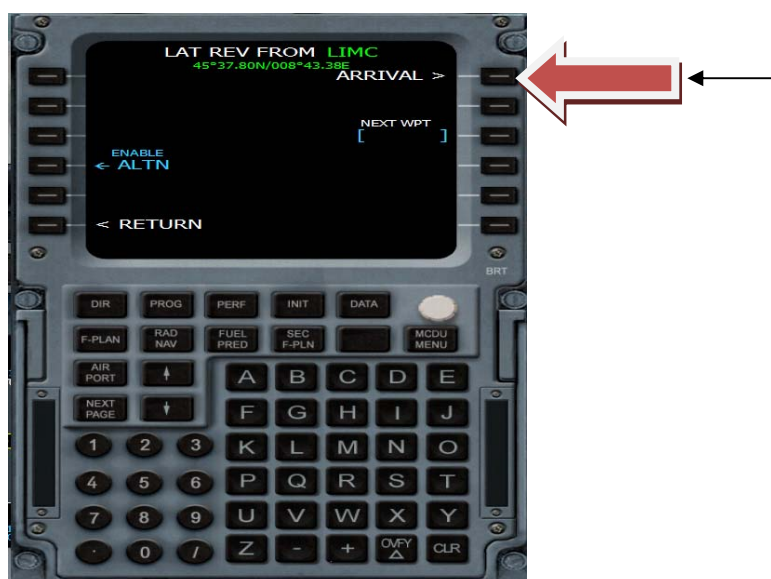 LAT REV FROM LIMC
45°37.80N/008°43.38E
ARRIVAL >
NEXT WPT
[ ]
ENABLE
← ALTN
< RETURN
BRT
DIR PROG PERF INIT DATA
F-PLAN RAD NAV FUEL PRED SEC F-PLN MCDU MENU
AIR PORT
NEXT PAGE
A B C D E
F G H I J
1 2 3 K L M N O
4 5 6 P Q R S T
7 8 9 U V W X Y
. 0 / Z - + OVFY △ CLR